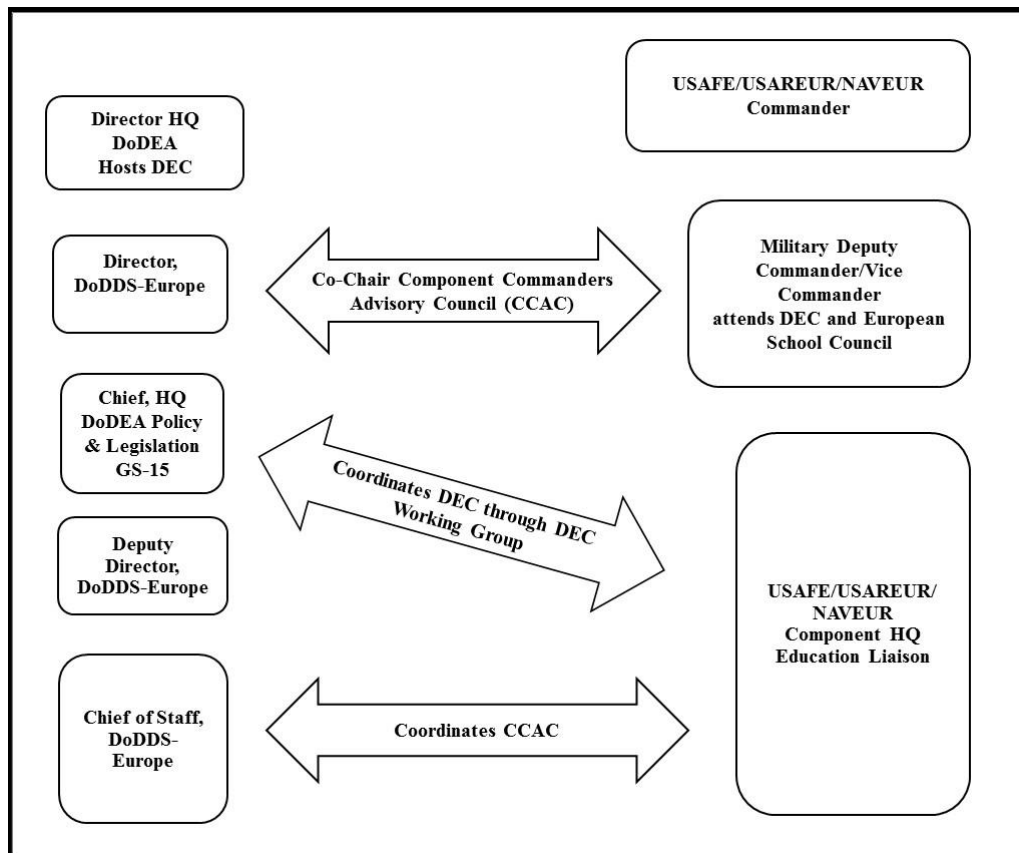 USAFE/USAREUR/NAVEUR
Commander
Director HQ
DoDEA
Hosts DEC
Director,
DoDDS-Europe
Co-Chair Component Commanders
Advisory Council (CCAC)
Military Deputy
Commander/Vice
Commander
attends DEC and European
School Council
Chief, HQ
DoDEA Policy
& Legislation
GS-15
Coordinates DEC through DEC
Working Group
Deputy
Director,
DoDDS-Europe
USAFE/USAREUR/
NAVEUR
Component HQ
Education Liaison
Chief of Staff,
DoDDS-
Europe
Coordinates CCAC